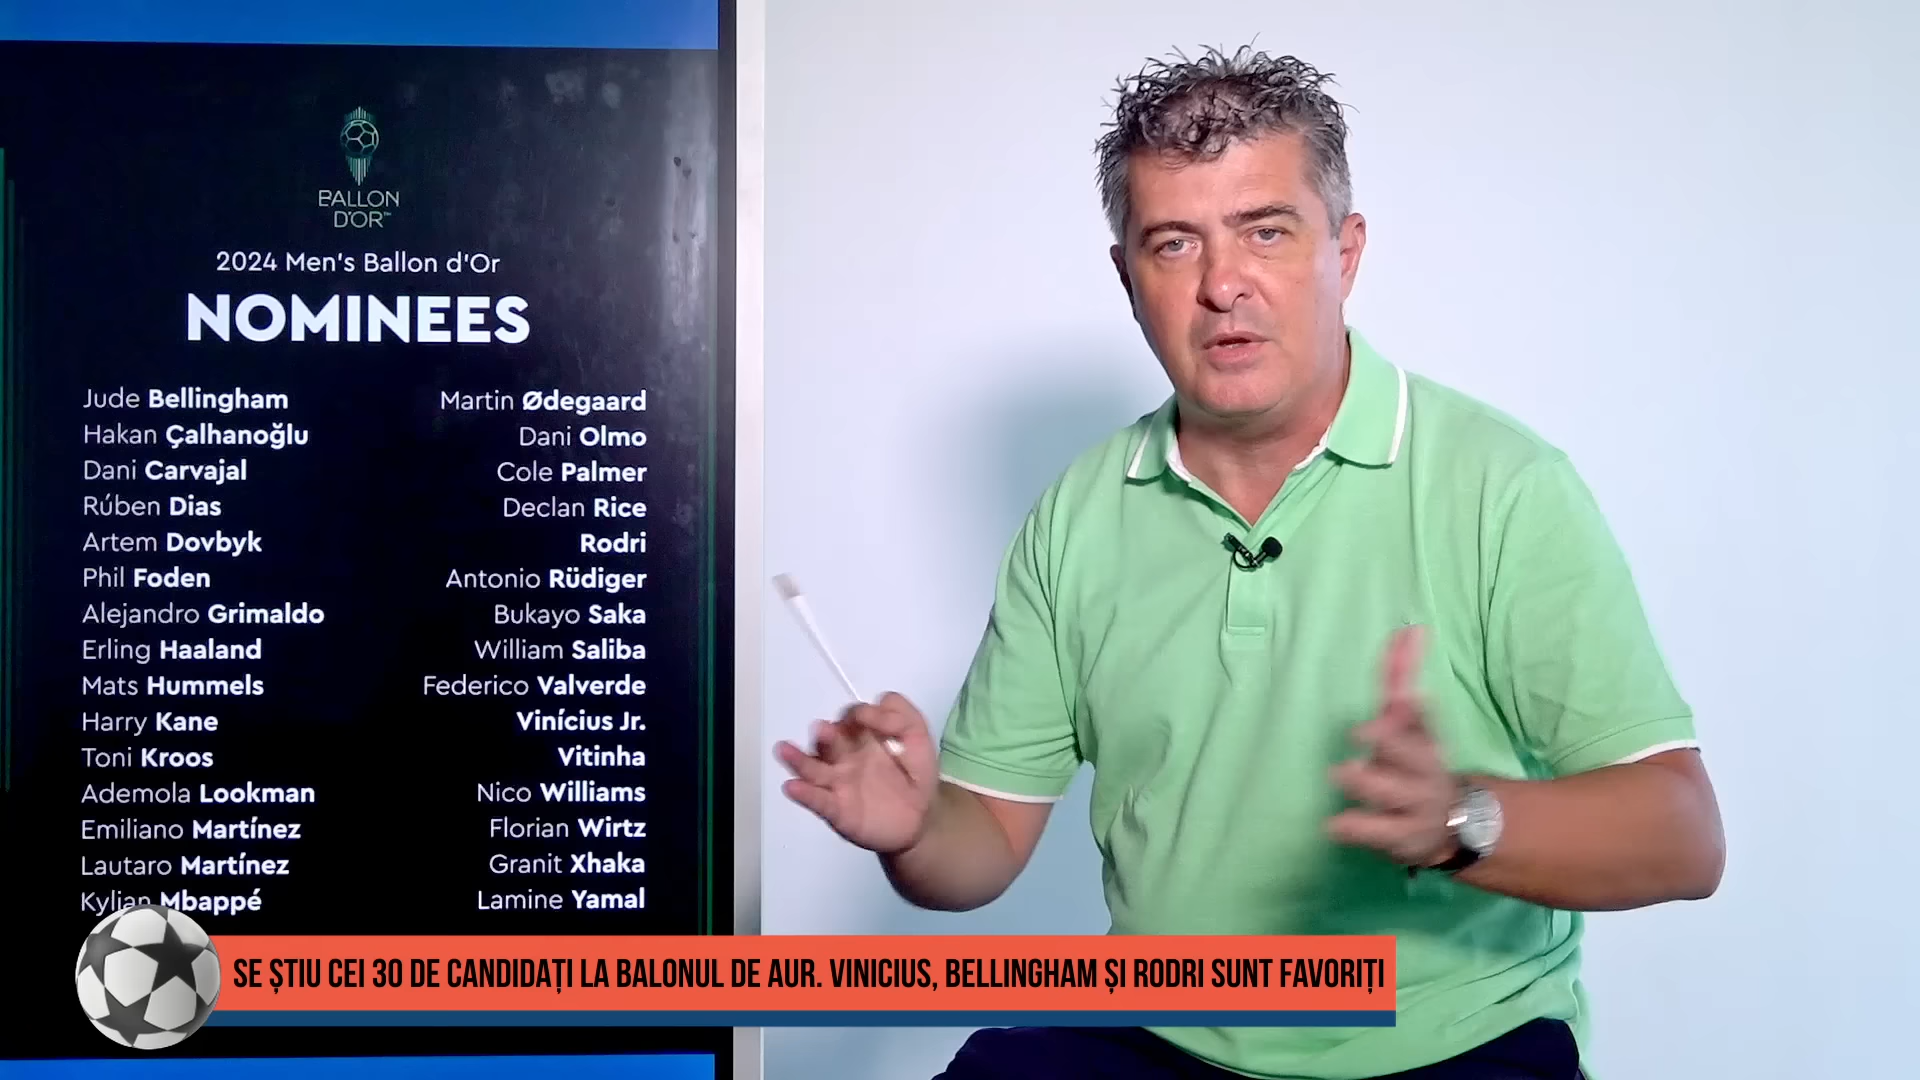 BALLON
D'OR™
2024 Men's Ballon d'Or
NOMINEES
Jude Bellingham
Hakan Çalhanoğlu
Dani Carvajal
Rúben Dias
Artem Dovbyk
Phil Foden
Alejandro Grimaldo
Erling Haaland
Mats Hummels
Harry Kane
Toni Kroos
Ademola Lookman
Emiliano Martínez
Lautaro Martínez
Kylian Mbappé
Martin Ødegaard
Dani Olmo
Cole Palmer
Declan Rice
Rodri
Antonio Rüdiger
Bukayo Saka
William Saliba
Federico Valverde
Vinícius Jr.
Vitinha
Nico Williams
Florian Wirtz
Granit Xhaka
Lamine Yamal
SE ȘTIU CEI 30 DE CANDIDAȚI LA BALONUL DE AUR. VINICIUS, BELLINGHAM ȘI RODRI SUNT FAVORIȚI